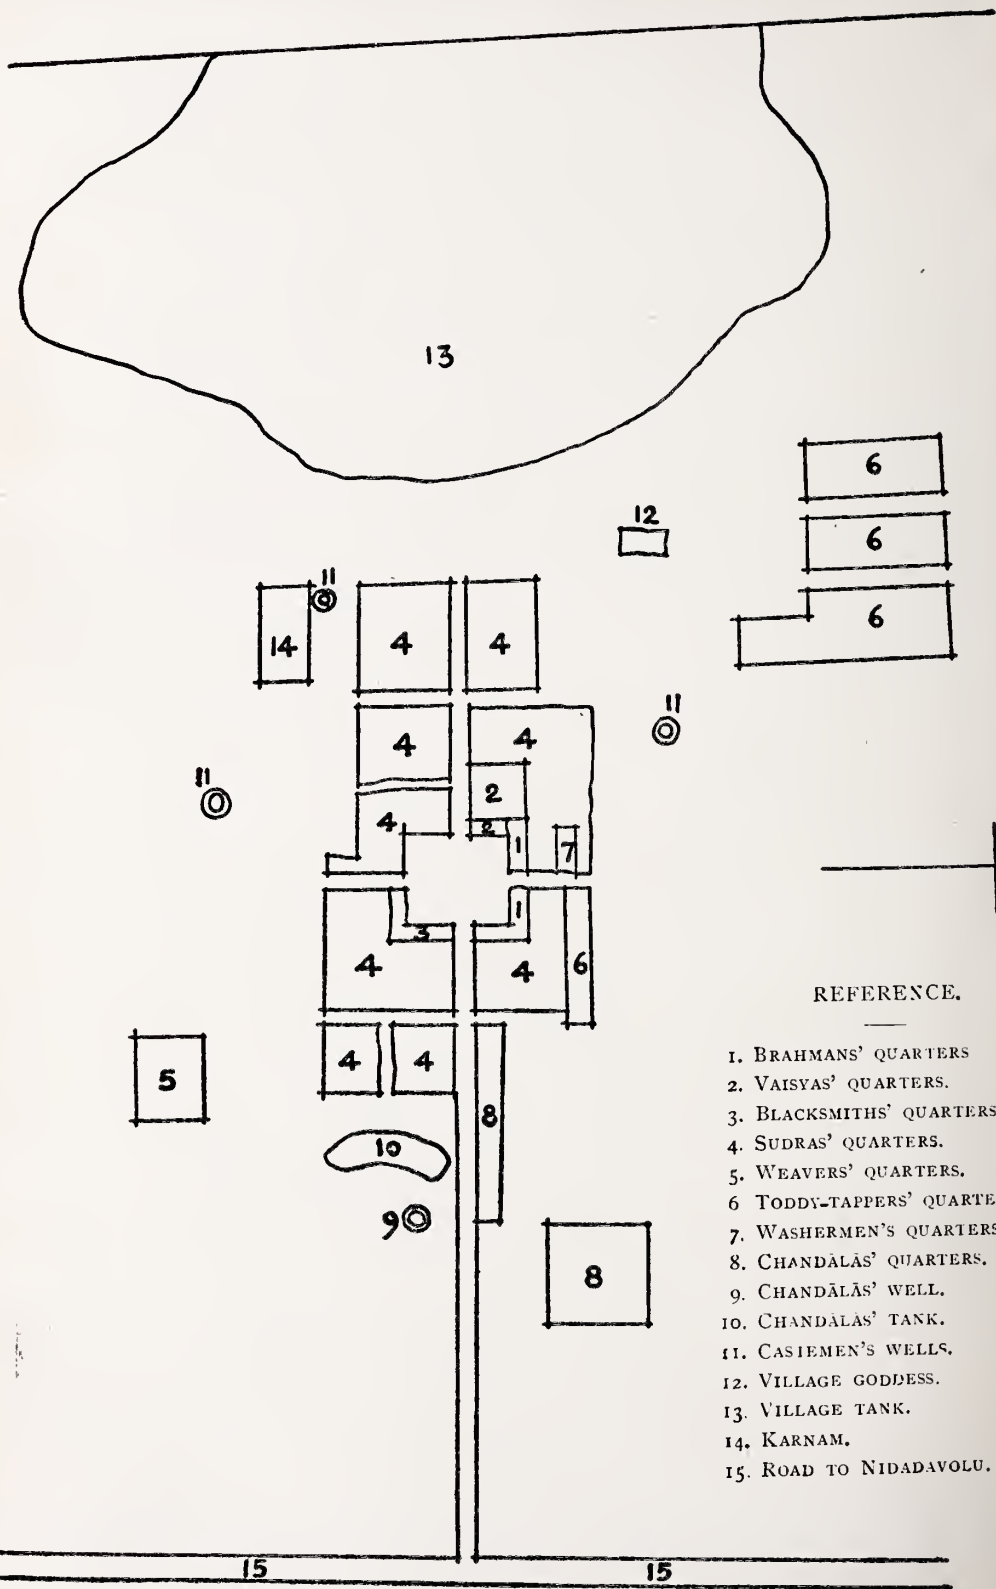 13
6
12
6
11
6
14
4
4
11
4
4
11
2
4
2
1
7
1
3
4
4
6
REFERENCE.
1. BRAHMANS' QUARTERS
4
4
5
2. VAISYAS' QUARTERS.
8
3. BLACKSMITHS' QUARTERS
10
4. SUDRAS' QUARTERS.
5. WEAVERS' QUARTERS.
6 TODDY-TAPPERS' QUARTE
9
7. WASHERMEN'S QUARTERS
8. CHANDĀLĀS' QUARTERS.
8
9. CHANDĀLĀS' WELL.
10. CHANDĀLĀS' TANK.
11. CASTEMEN'S WELLS.
12. VILLAGE GODDESS.
13. VILLAGE TANK.
14. KARNAM.
15. ROAD TO NIDADAVOLU.
15
15